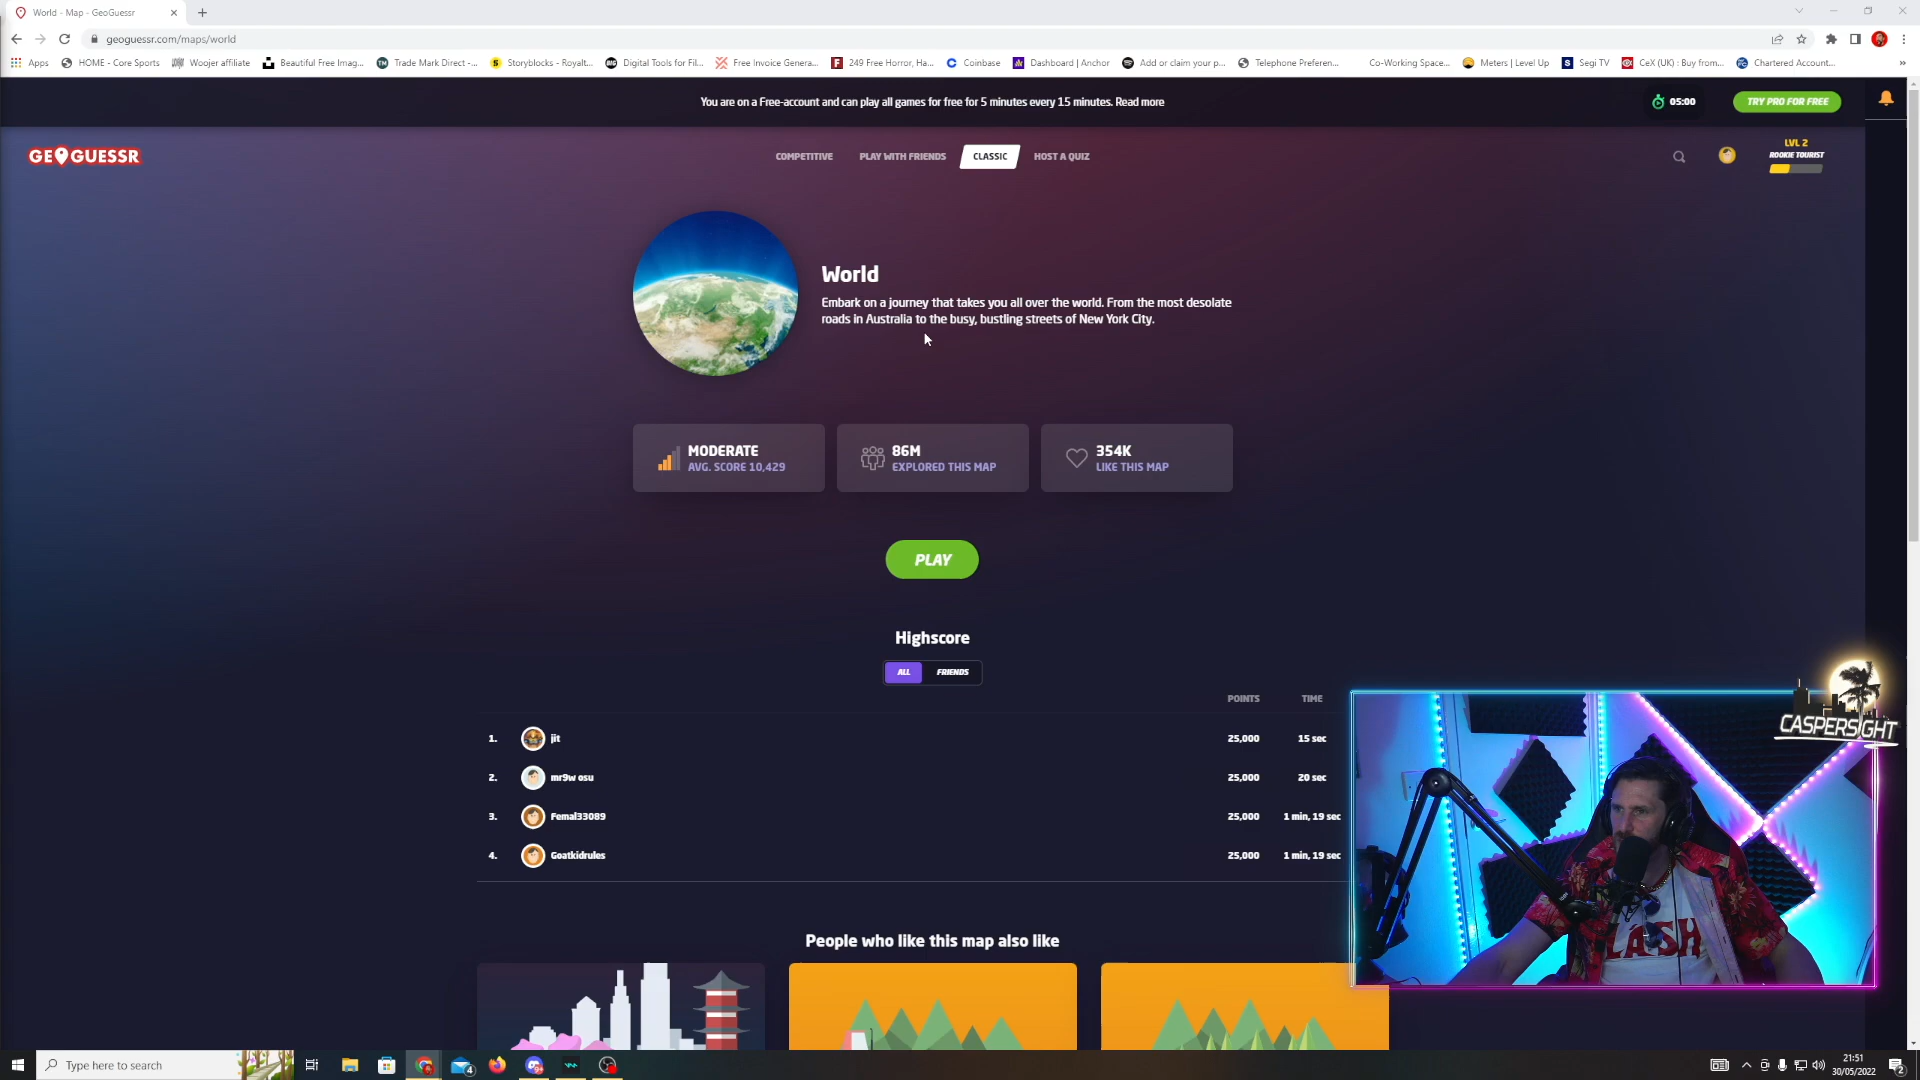 World - Map - GeoGuessr
geoguessr.com/maps/world
Apps
HOME - Core Sports
Woojer affiliate
Beautiful Free Imag...
Trade Mark Direct -...
Storyblocks - Royalt...
Digital Tools for Fil...
Free Invoice Genera...
249 Free Horror, Ha...
Coinbase
Dashboard | Anchor
Add or claim your p...
Telephone Preferen...
Co-Working Space...
Meters | Level Up
Segi TV
CeX (UK) : Buy from...
Chartered Account...
You are on a Free-account and can play all games for free for 5 minutes every 15 minutes. Read more
05:00
TRY PRO FOR FREE
GEOGUESSR
COMPETITIVE
PLAY WITH FRIENDS
CLASSIC
HOST A QUIZ
LVL 2
ROOKIE TOURIST
World
Embark on a journey that takes you all over the world. From the most desolate
roads in Australia to the busy, bustling streets of New York City.
MODERATE
AVG. SCORE 10,429
86M
EXPLORED THIS MAP
354K
LIKE THIS MAP
PLAY
Highscore
ALL
FRIENDS
POINTS
TIME
1. jit 25,000 15 sec
2. mr9w osu 25,000 20 sec
3. Femal33089 25,000 1 min, 19 sec
4. Goatkidrules 25,000 1 min, 19 sec
CASPERSIGHT
People who like this map also like
Type here to search
21:51
30/05/2022